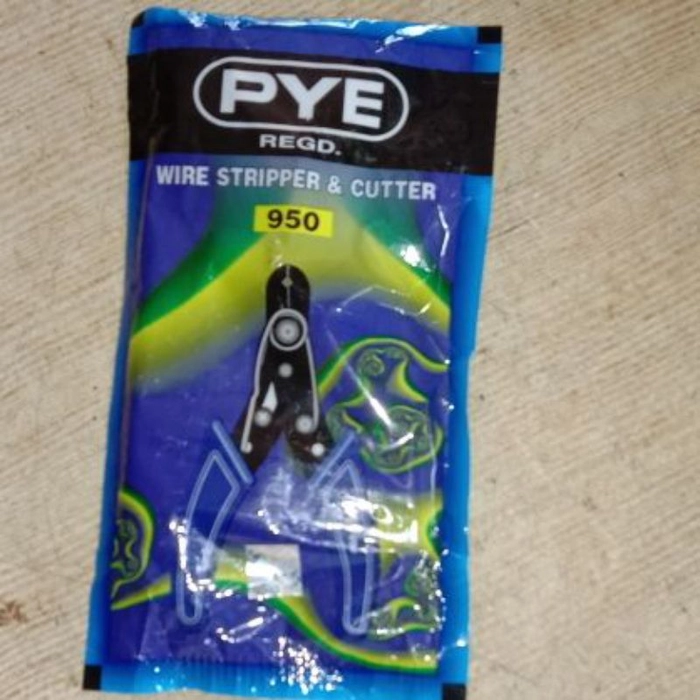 PYE
REGD.
WIRE STRIPPER & CUTTER
950